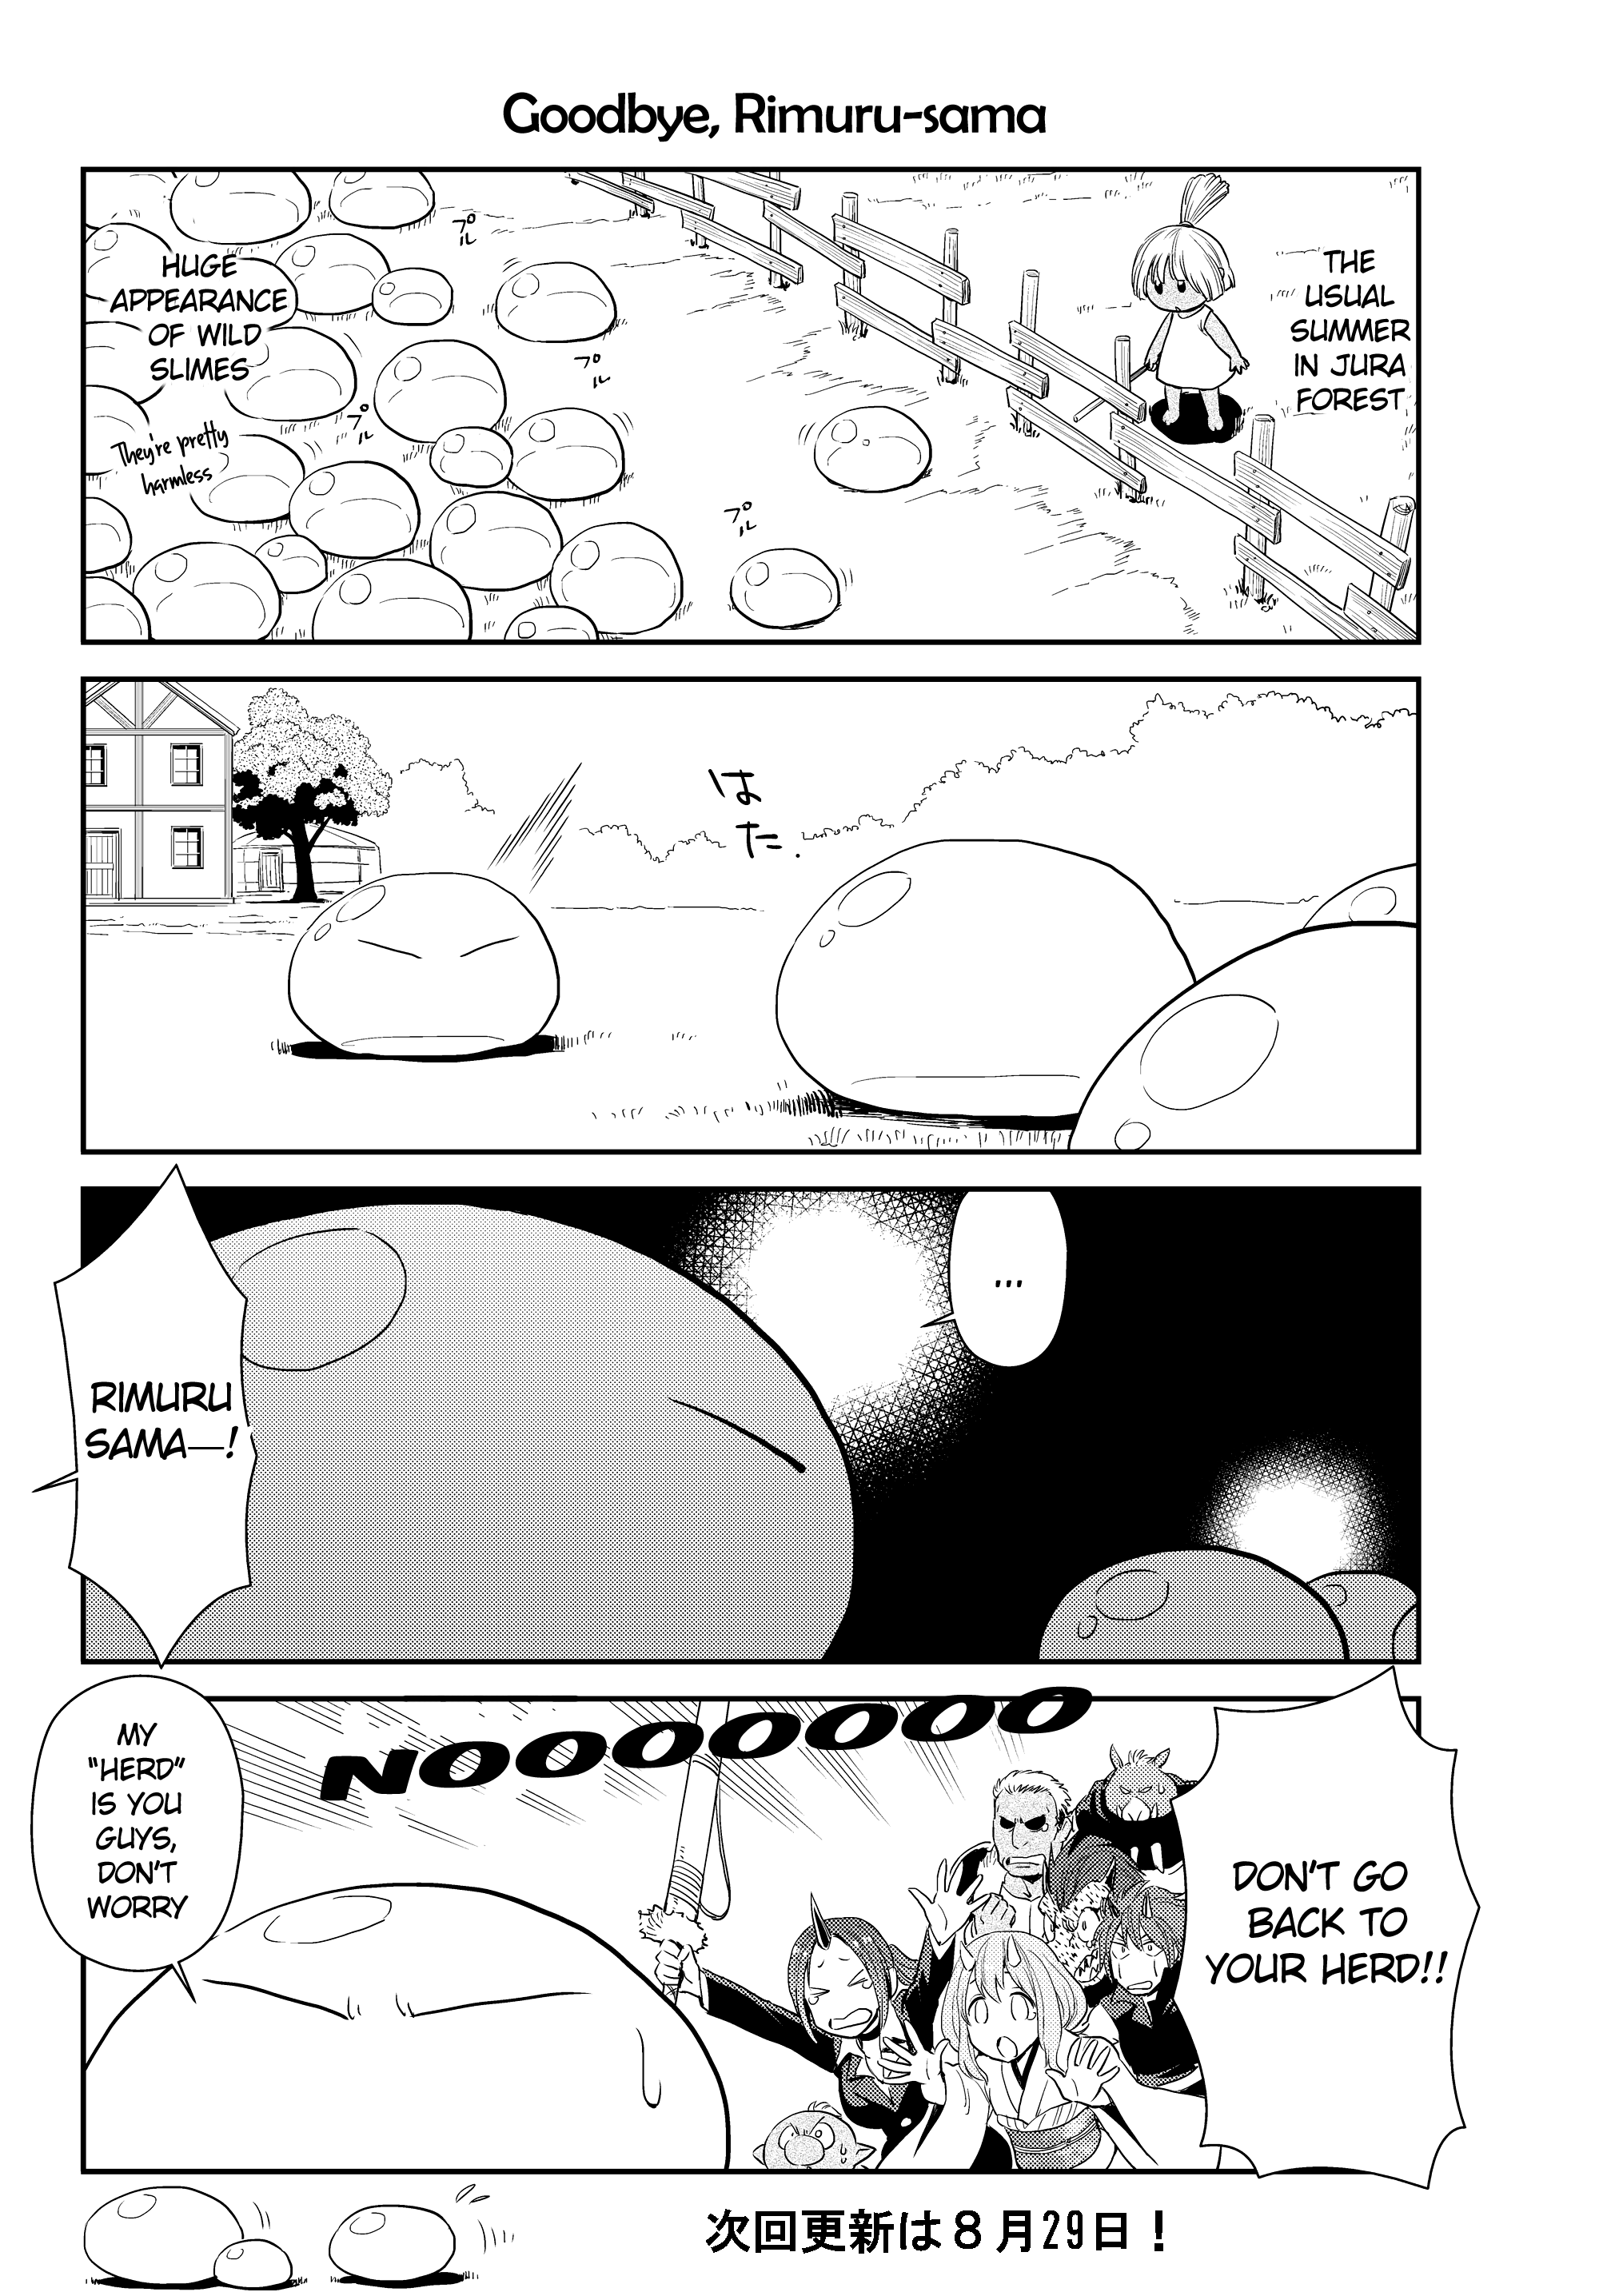 Goodbye, Rimuru-sama
THE
USUAL
SUMMER
IN JURA
FOREST
HUGE
APPEARANCE
OF WILD
SLIMES
They're pretty
harmless
プル
プル
プル
プル
はた.
...
RIMURU
SAMA—!
NOOOOOOO
DON'T GO
BACK TO
YOUR HERD!!
MY
"HERD"
IS YOU
GUYS,
DON'T
WORRY
次回更新は8月29日！